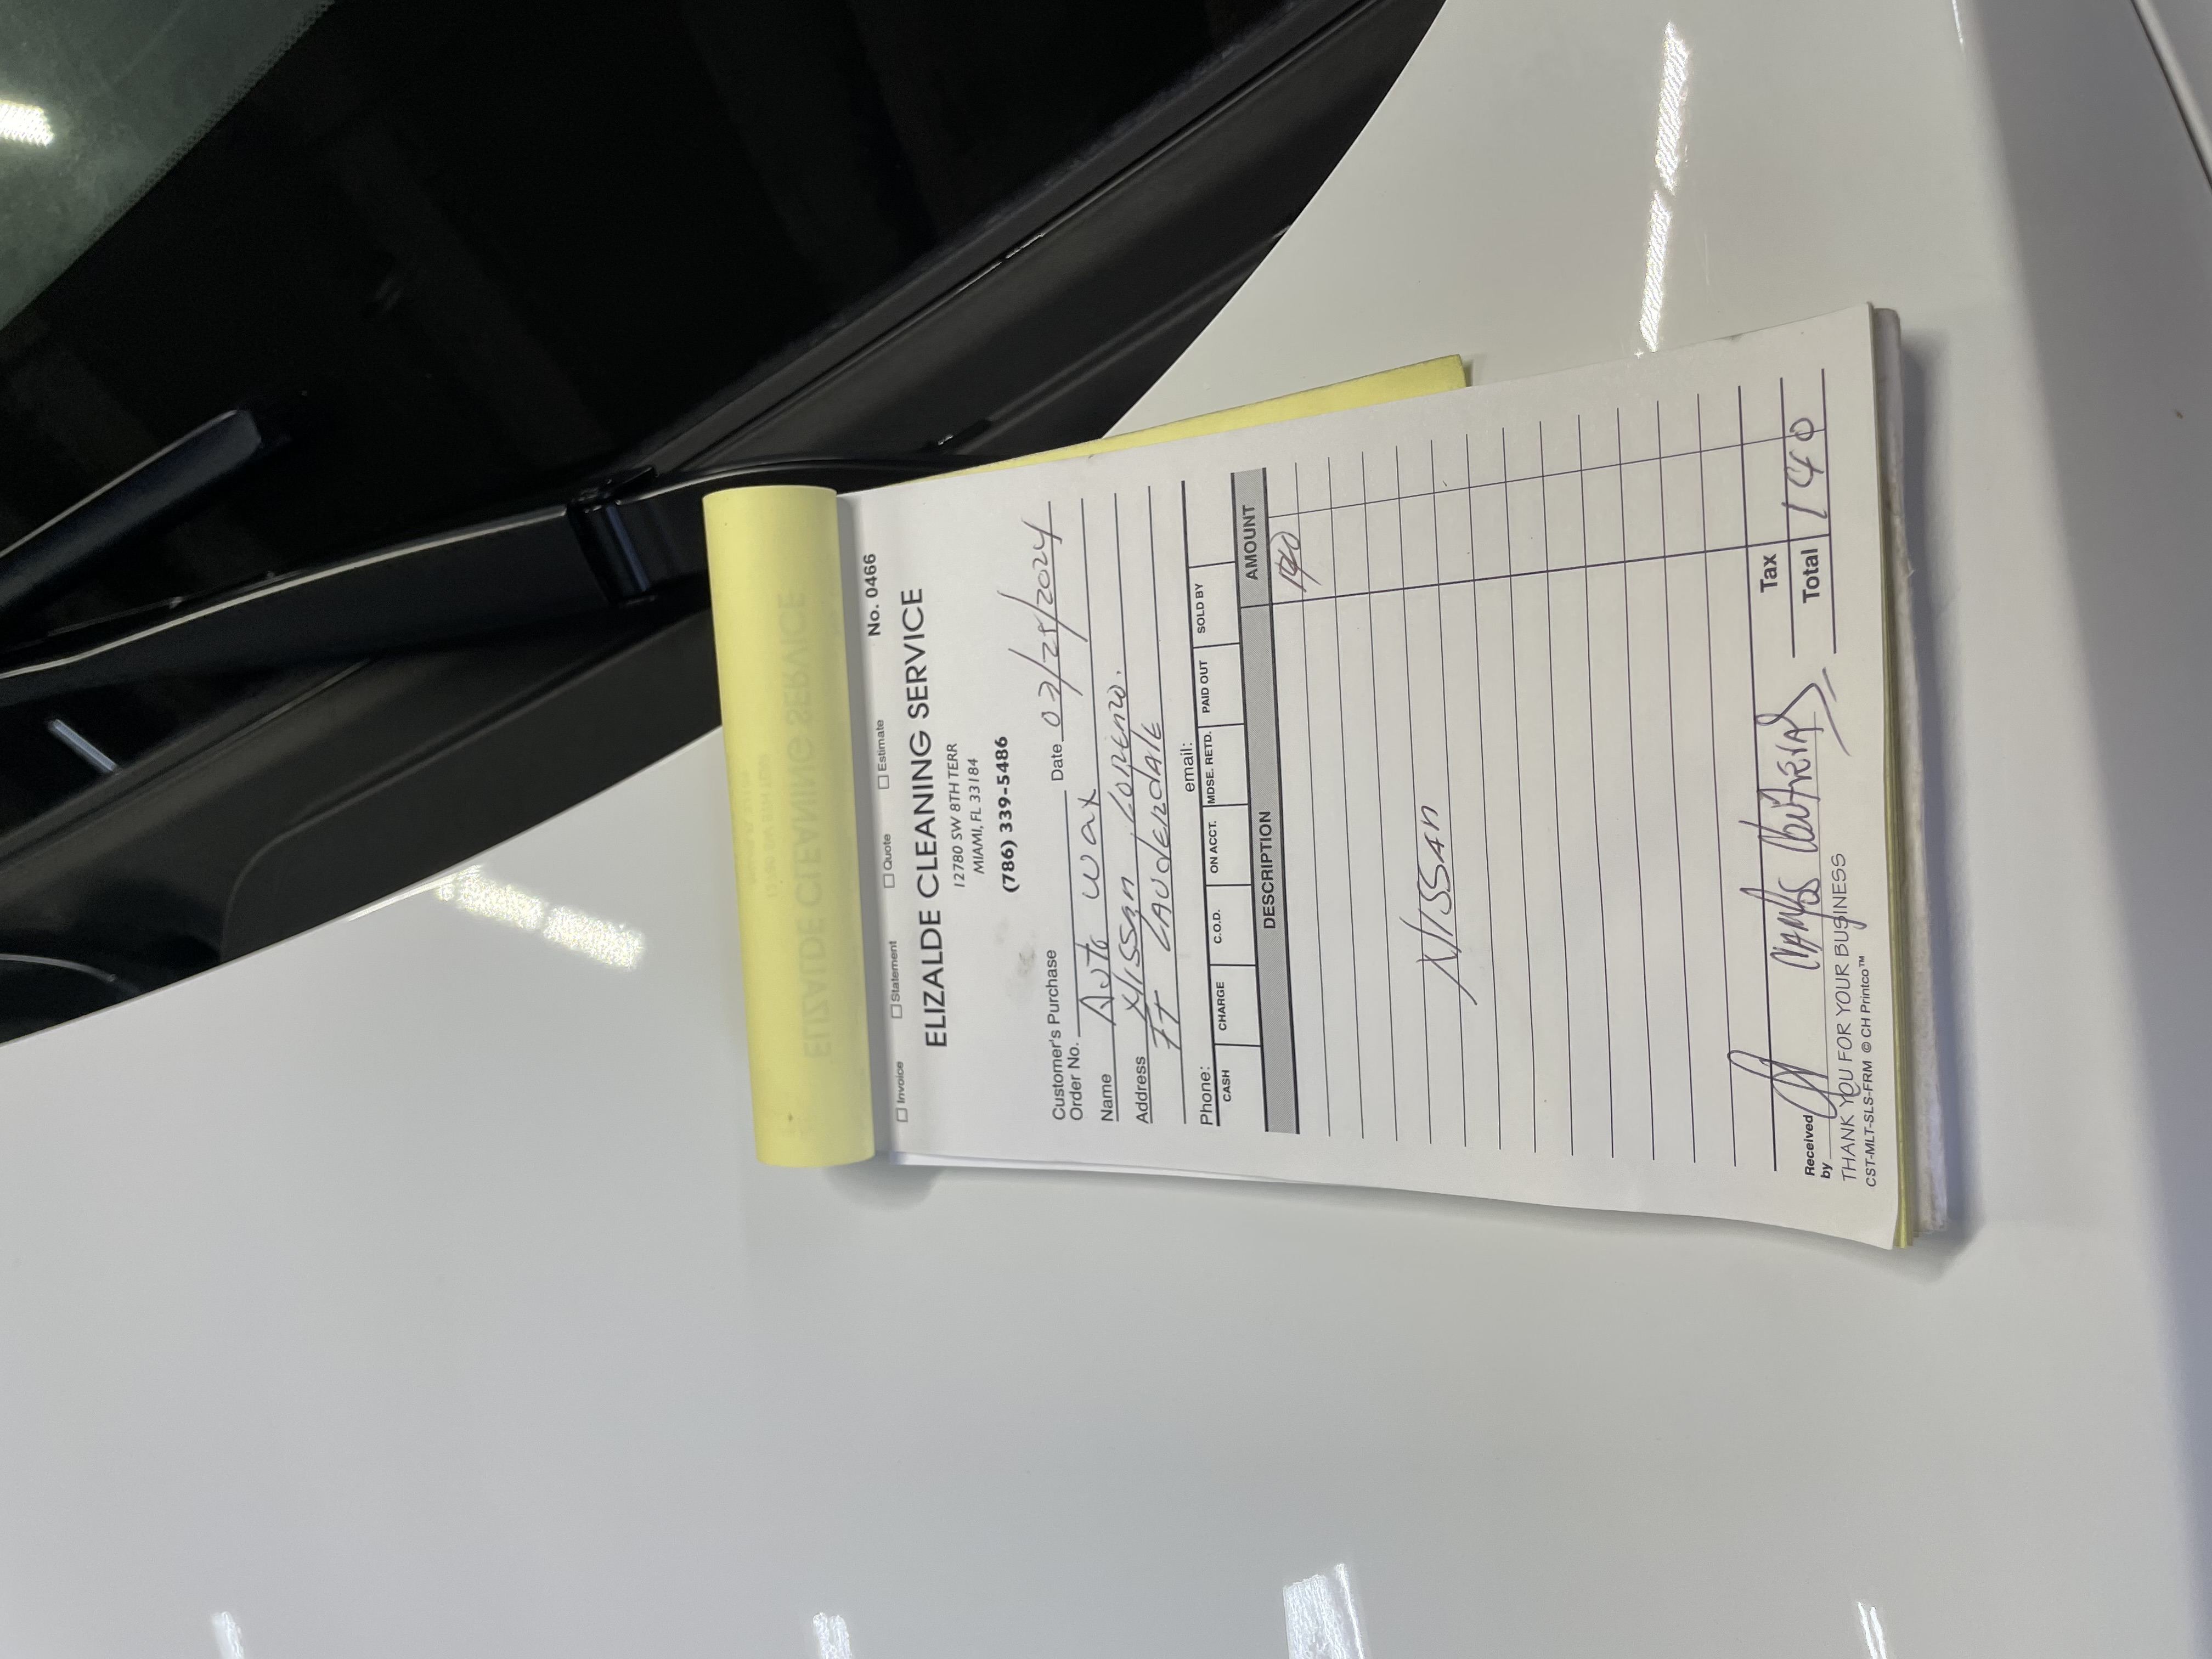 No. 0466
☐ Invoice ☐ Statement ☐ Quote ☐ Estimate
ELIZALDE CLEANING SERVICE
12780 SW 8TH TERR
MIAMI, FL 33184
(786) 339-5486
Customer's Purchase
Order No. Date 03/28/2024
Name Auto Wax
Address Nissan Lorenzo.
FT LAUDERDALE
Phone: email:
CASH CHARGE C.O.D. ON ACCT. MDSE. RETD. PAID OUT SOLD BY
DESCRIPTION AMOUNT
140
NISSAN
Tax
Total 140
Received
by
THANK YOU FOR YOUR BUSINESS
CST-MLT-SLS-FRM © CH Printco™